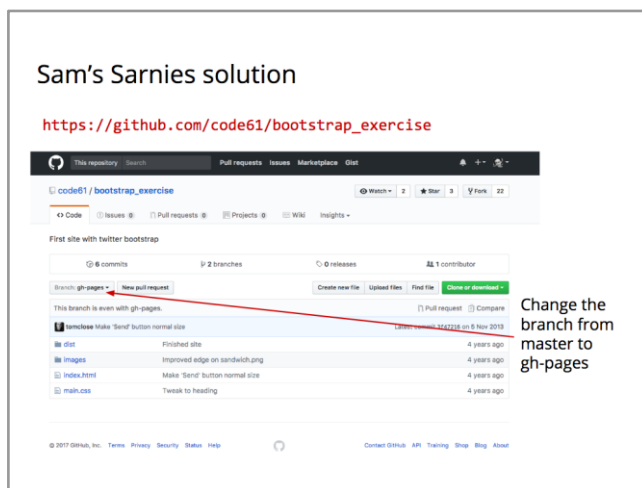 Sam's Sarnies solution
https://github.com/code61/bootstrap_exercise
This repository Search Pull requests Issues Marketplace Gist
code61 / bootstrap_exercise Watch 2 Star 3 Fork 22
Code Issues 0 Pull requests 0 Projects 0 Wiki Insights
First site with twitter bootstrap
6 commits 2 branches 0 releases 1 contributor
Branch: gh-pages New pull request Create new file Upload files Find file Clone or download
This branch is even with gh-pages. Pull request Compare
tamclose Make 'Send' button normal size Latest commit on 5 Nov 2013
dist Finished site 4 years ago
images Improved edge on sandwich.png 4 years ago
index.html Make 'Send' button normal size 4 years ago
main.css Tweak to heading 4 years ago
© 2017 GitHub, Inc. Terms Privacy Security Status Help Contact GitHub API Training Shop Blog About
Change the
branch from
master to
gh-pages